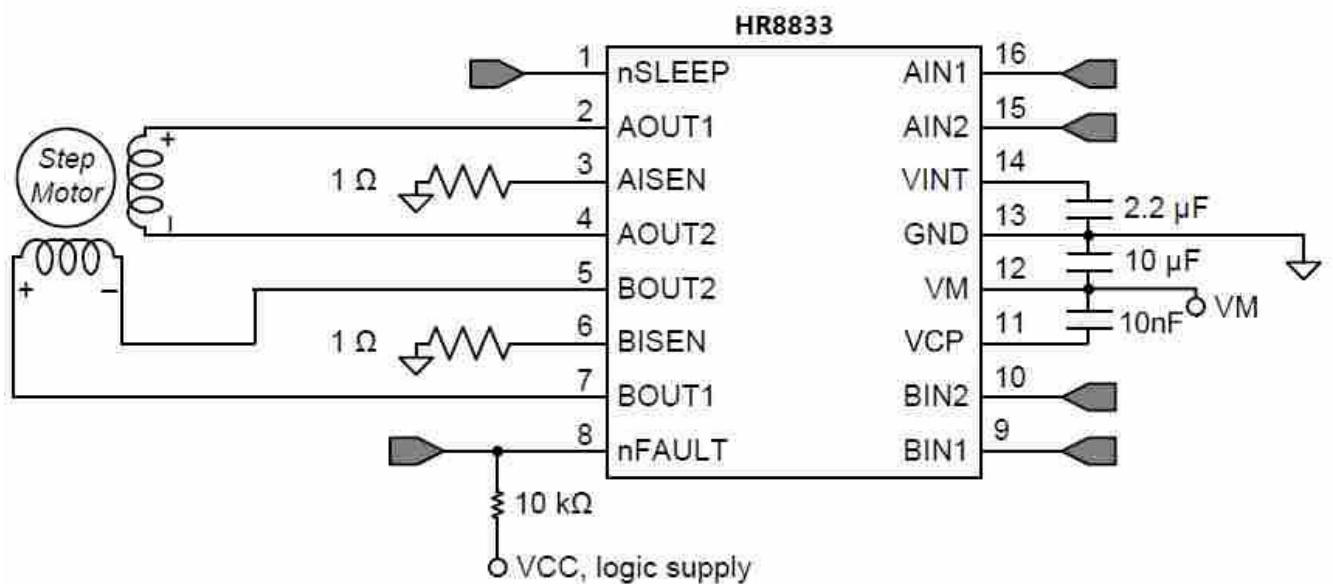 HR8833
1 nSLEEP AIN1 16
2 AOUT1 AIN2 15
Step
Motor
+
1 Ω 3 AISEN VINT 14
2.2 µF
− 4 AOUT2 GND 13
10 µF
+ − 5 BOUT2 VM 12
VM
10nF
1 Ω 6 BISEN VCP 11
7 BOUT1 BIN2 10
8 nFAULT BIN1 9
10 kΩ
VCC, logic supply